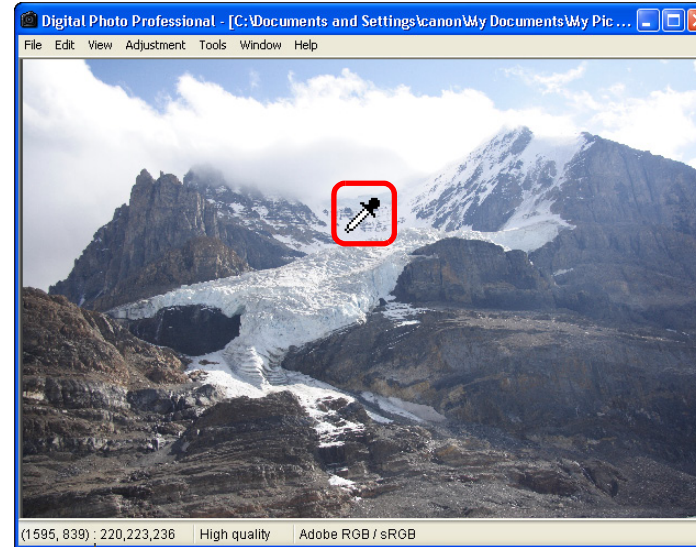 Digital Photo Professional - [C:\Documents and Settings\canon\My Documents\My Pic ...
File Edit View Adjustment Tools Window Help
(1595, 839) : 220,223,236 High quality Adobe RGB / sRGB